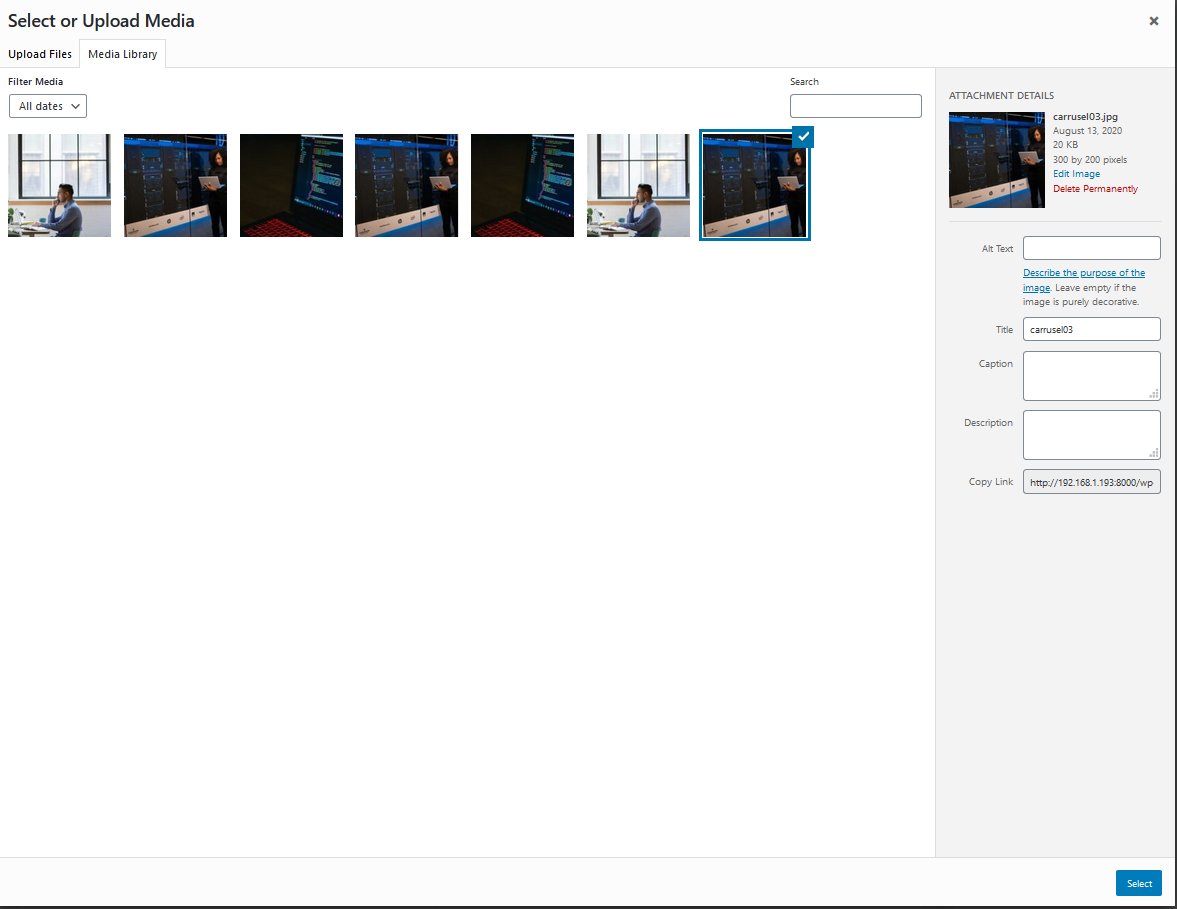 Select or Upload Media
Upload Files
Media Library
Filter Media
All dates
Search
ATTACHMENT DETAILS
carrusel03.jpg
August 13, 2020
20 KB
300 by 200 pixels
Edit Image
Delete Permanently
Alt Text
Describe the purpose of the
image. Leave empty if the
image is purely decorative.
Title
carrusel03
Caption
Description
Copy Link
http://192.168.1.193:8000/wp
Select